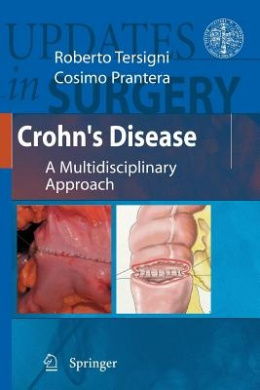 UPDATES
in SURGERY
Roberto Tersigni
Cosimo Prantera
Crohn's Disease
A Multidisciplinary
Approach
Springer